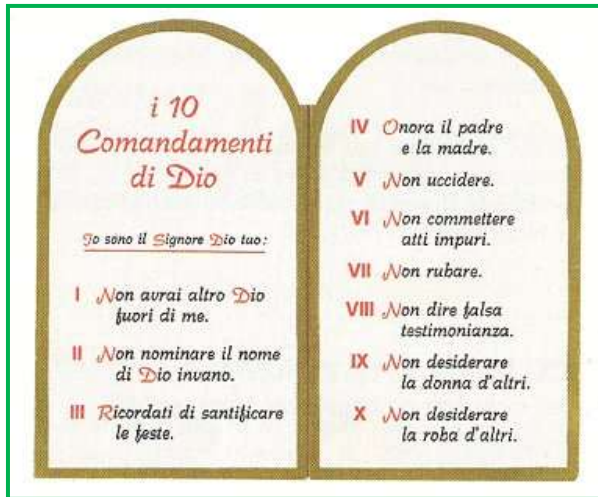 i 10
Comandamenti
di Dio
Io sono il Signore Dio tuo:
I Non avrai altro Dio
fuori di me.
II Non nominare il nome
di Dio invano.
III Ricordati di santificare
le feste.
IV Onora il padre
e la madre.
V Non uccidere.
VI Non commettere
atti impuri.
VII Non rubare.
VIII Non dire falsa
testimonianza.
IX Non desiderare
la donna d'altri.
X Non desiderare
la roba d'altri.